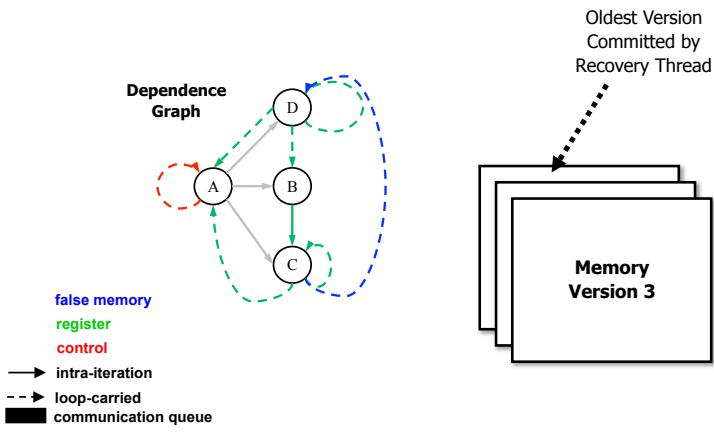 Oldest Version
Committed by
Recovery Thread
Dependence
Graph
D
A
B
C
Memory
Version 3
false memory
register
control
intra-iteration
loop-carried
communication queue